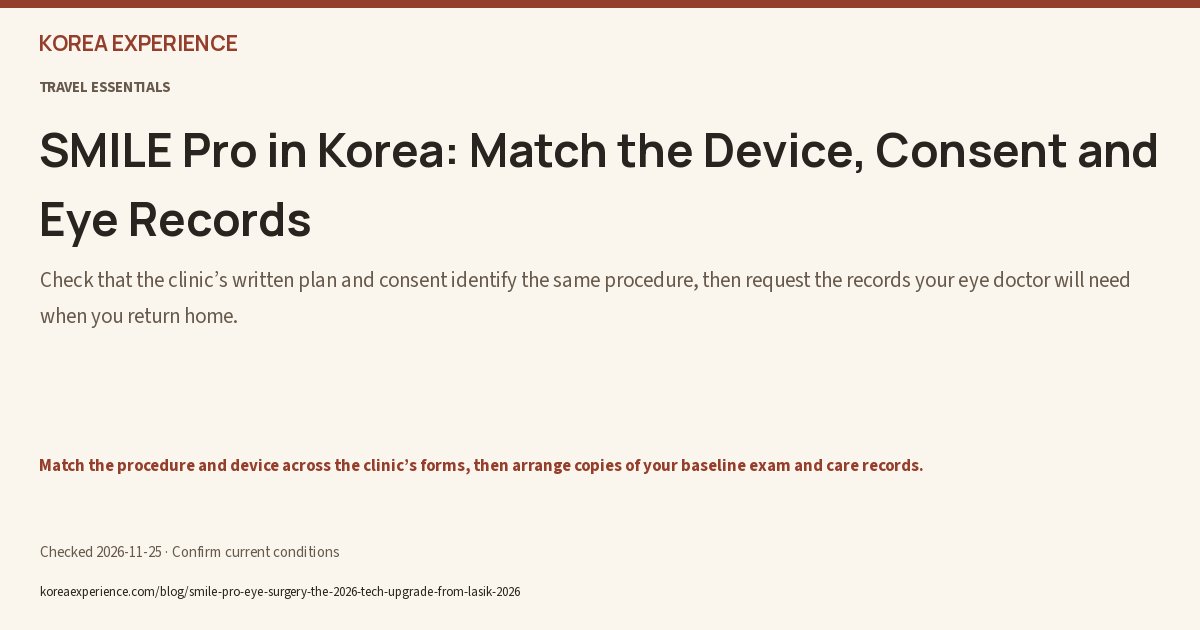 KOREA EXPERIENCE
TRAVEL ESSENTIALS
SMILE Pro in Korea: Match the Device, Consent and
Eye Records
Check that the clinic’s written plan and consent identify the same procedure, then request the records your eye doctor will need
when you return home.
Match the procedure and device across the clinic’s forms, then arrange copies of your baseline exam and care records.
Checked 2026-11-25 · Confirm current conditions
koreaexperience.com/blog/smile-pro-eye-surgery-the-2026-tech-upgrade-from-lasik-2026